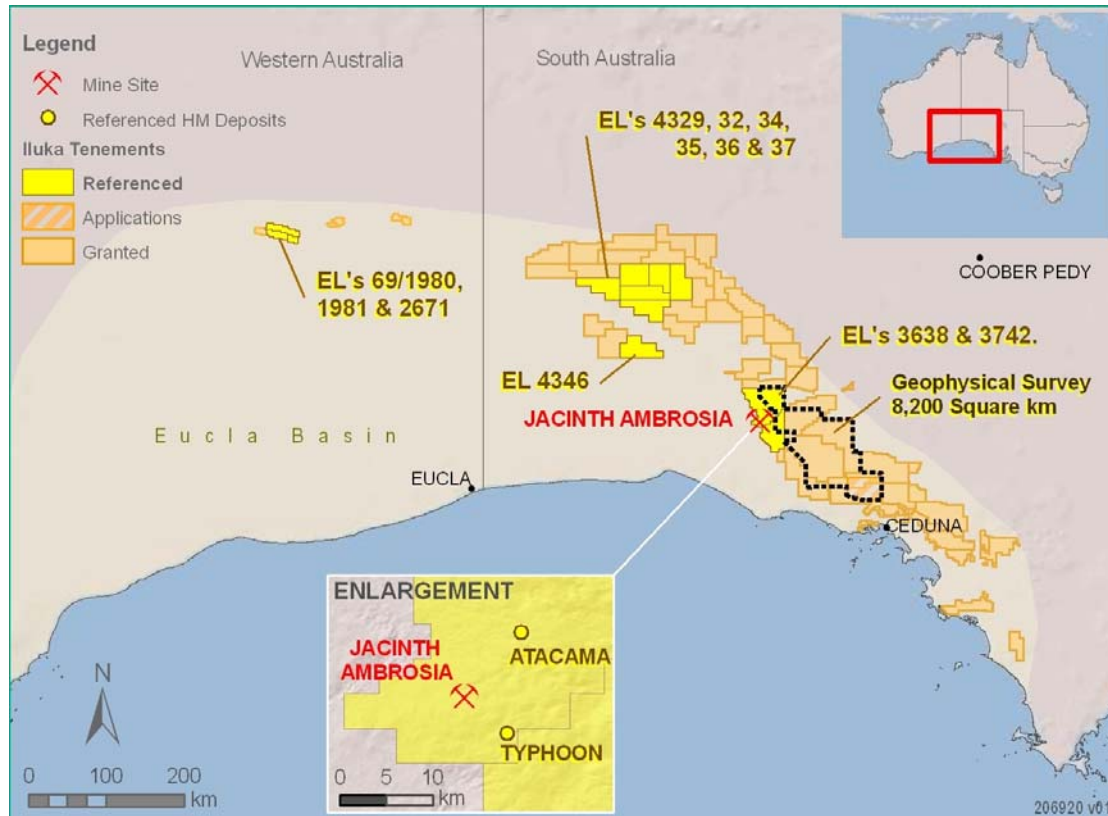 Legend
Mine Site
Referenced HM Deposits
Iluka Tenements
Referenced
Applications
Granted
Western Australia
South Australia
EL's 4329, 32, 34,
35, 36 & 37
EL's 69/1980,
1981 & 2671
COOBER PEDY
EL's 3638 & 3742.
EL 4346
Geophysical Survey
8,200 Square km
JACINTH AMBROSIA
Eucla Basin
EUCLA
CEDUNA
ENLARGEMENT
JACINTH
AMBROSIA
ATACAMA
TYPHOON
0 5 10
km
N
0 100 200
km
206920 v01